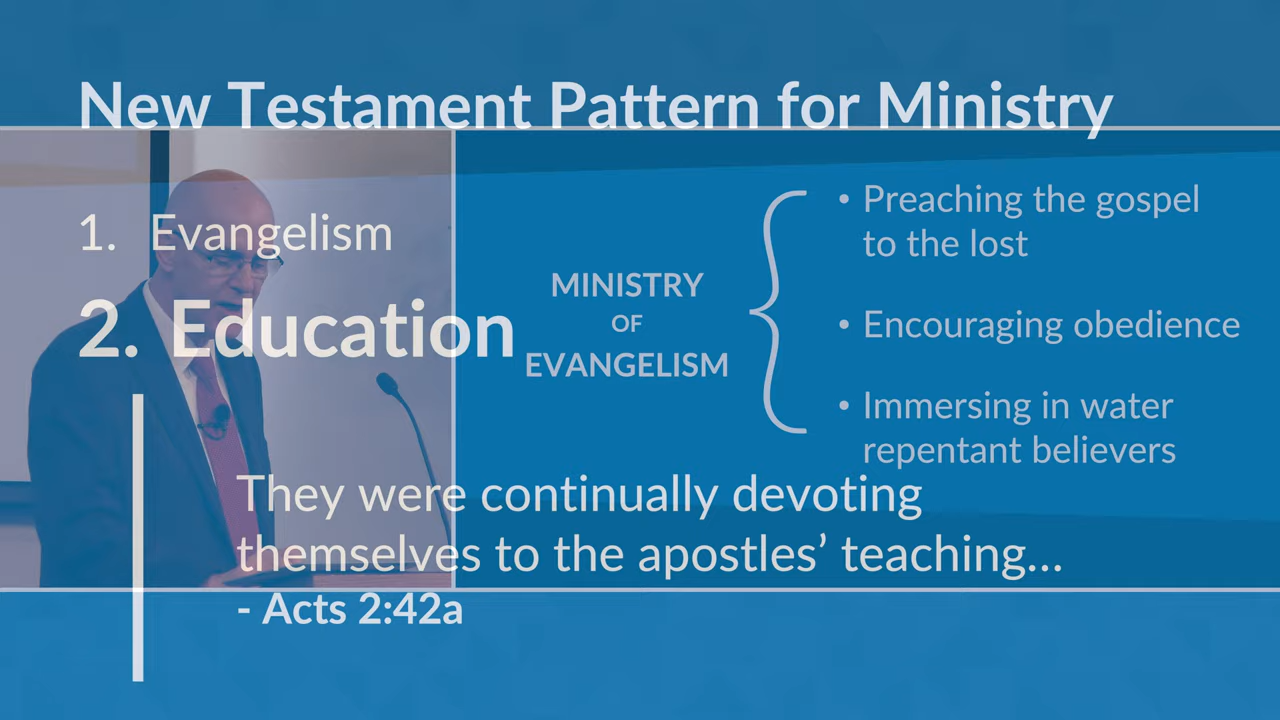 New Testament Pattern for Ministry
1. Evangelism
2. Education
They were continually devoting
themselves to the apostles’ teaching...
- Acts 2:42a
MINISTRY
OF
EVANGELISM
• Preaching the gospel
to the lost
• Encouraging obedience
• Immersing in water
repentant believers